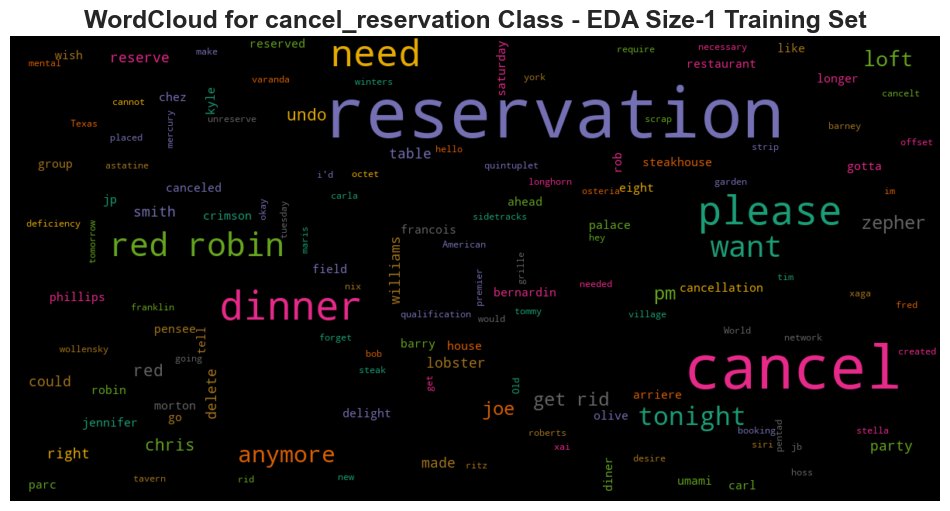 WordCloud for cancel_reservation Class - EDA Size-1 Training Set
reserved
make
wish
reserve
mental
need
saturday
require
necessary
like
restaurant
loft
winters
varanda
york
longer
cancelt
cannot
chez
kyle
undo
reservation
unreserve
Texas
placed
mercury
scrap
barney
offset
strip
hello
table
rob
steakhouse
gotta
group
astatine
i'd
octet
quintuplet
longhorn
osteria
eight
garden
im
canceled
carla
jp
smith
crimson
okay
tuesday
ahead
sidetracks
please
zepher
deficiency
tomorrow
red robin
maris
francois
palace
hey
want
American
williams
grille
field
premier
nix
bernardin
needed
pm
cancellation
tim
xaga
fred
phillips
franklin
dinner
qualification
would
tommy
village
World
network
created
pensee
tell
forget
barry
house
wollensky
going
bob
steak
lobster
cancel
could
robin
red
delete
get
Old
get rid
arriere
morton
go
delight
joe
olive
tonight
jennifer
roberts
booking
siri
pentad
jb
stella
party
chris
xai
right
anymore
made
ritz
desire
hoss
diner
umami
carl
parc
tavern
rid
new